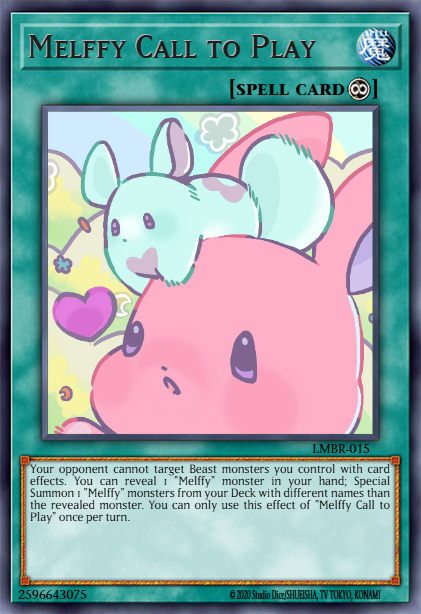 Melffy Call to Play
魔
[SPELL CARD ]
LMBR-015
Your opponent cannot target Beast monsters you control with card
effects. You can reveal 1 "Melffy" monster in your hand; Special
Summon 1 "Melffy" monsters from your Deck with different names than
the revealed monster. You can only use this effect of "Melffy Call to
Play" once per turn.
2596643075
©2020 Studio Dice/SHUEISHA, TV TOKYO, KONAMI